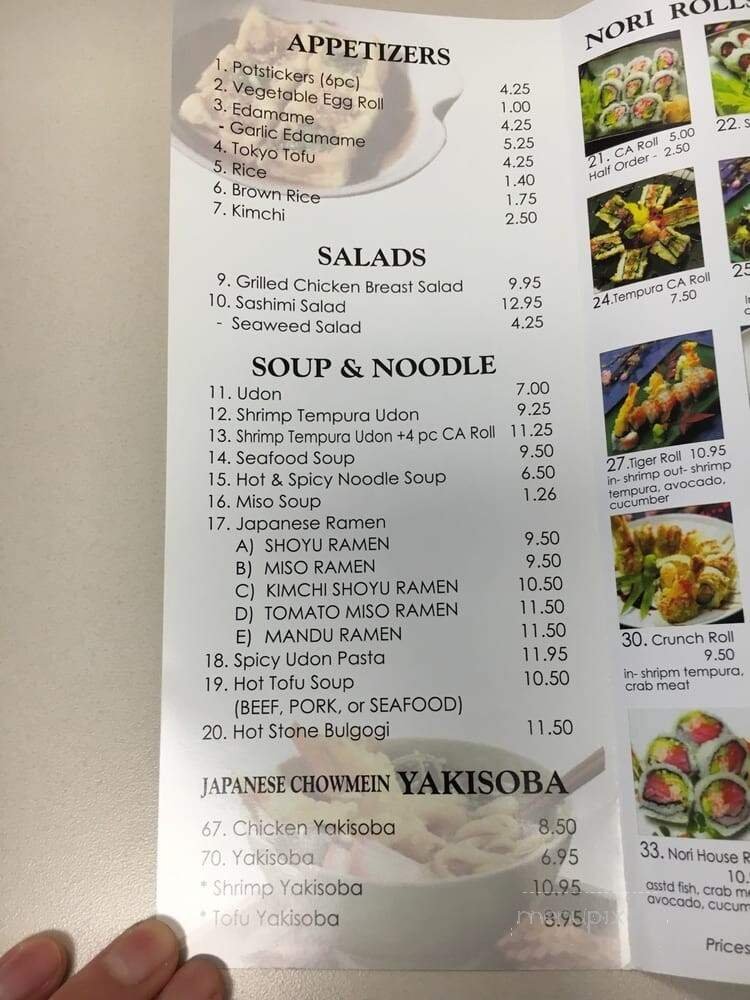 APPETIZERS
1. Potstickers (6pc) 4.25
2. Vegetable Egg Roll 1.00
3. Edamame 4.25
- Garlic Edamame 5.25
4. Tokyo Tofu 4.25
5. Rice 1.40
6. Brown Rice 1.75
7. Kimchi 2.50
SALADS
9. Grilled Chicken Breast Salad 9.95
10. Sashimi Salad 12.95
- Seaweed Salad 4.25
SOUP & NOODLE
11. Udon 7.00
12. Shrimp Tempura Udon 9.25
13. Shrimp Tempura Udon +4 pc CA Roll 11.25
14. Seafood Soup 9.50
15. Hot & Spicy Noodle Soup 6.50
16. Miso Soup 1.26
17. Japanese Ramen
A) SHOYU RAMEN 9.50
B) MISO RAMEN 9.50
C) KIMCHI SHOYU RAMEN 10.50
D) TOMATO MISO RAMEN 11.50
E) MANDU RAMEN 11.50
18. Spicy Udon Pasta 11.95
19. Hot Tofu Soup 10.50
(BEEF, PORK, or SEAFOOD)
20. Hot Stone Bulgogi 11.50
JAPANESE CHOWMEIN YAKISOBA
67. Chicken Yakisoba 8.50
70. Yakisoba 6.95
* Shrimp Yakisoba 10.95
* Tofu Yakisoba 8.95
menupix
NORI ROLLS
21. CA Roll 5.00
Half Order - 2.50
22.
24.Tempura CA Roll
7.50
25
27.Tiger Roll 10.95
in- shrimp out- shrimp
tempura, avocado,
cucumber
30. Crunch Roll
9.50
in- shripm tempura,
crab meat
33. Nori House R
10.
asstd fish, crab me
avocado, cucum
Prices